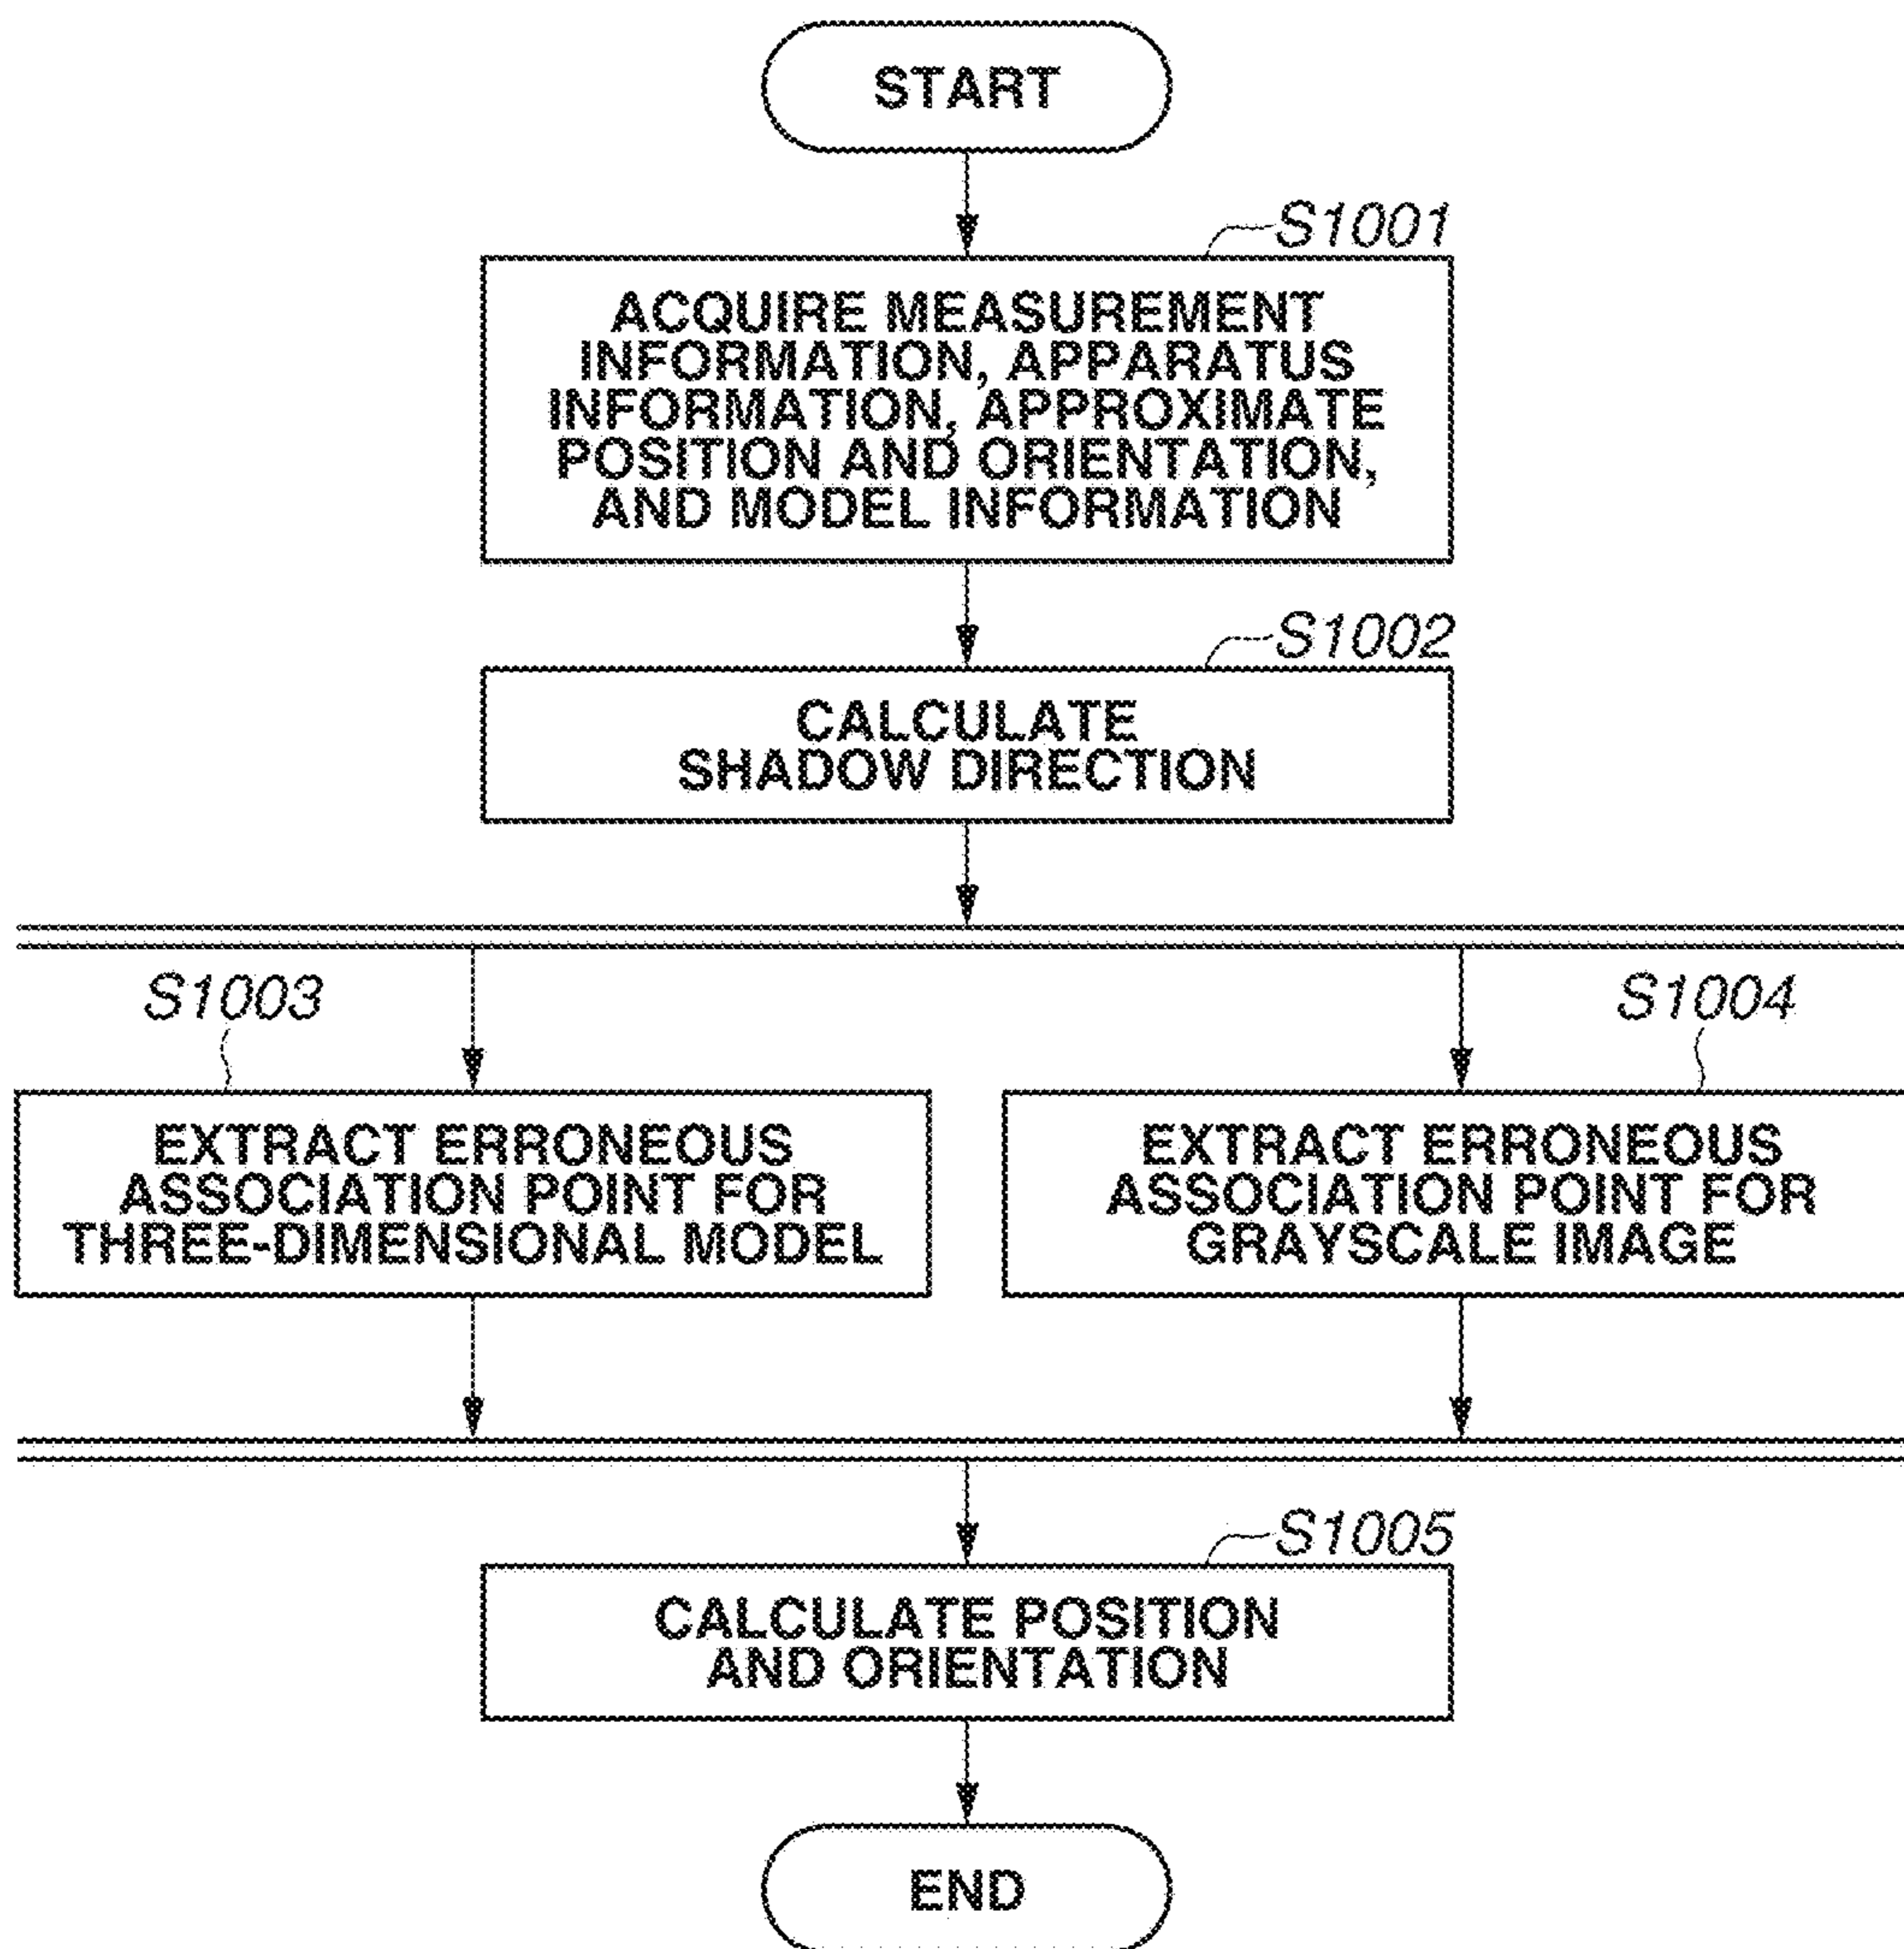 START
S1001
ACQUIRE MEASUREMENT
INFORMATION, APPARATUS
INFORMATION, APPROXIMATE
POSITION AND ORIENTATION,
AND MODEL INFORMATION
S1002
CALCULATE
SHADOW DIRECTION
S1003
EXTRACT ERRONEOUS
ASSOCIATION POINT FOR
THREE-DIMENSIONAL MODEL
S1004
EXTRACT ERRONEOUS
ASSOCIATION POINT FOR
GRAYSCALE IMAGE
S1005
CALCULATE POSITION
AND ORIENTATION
END